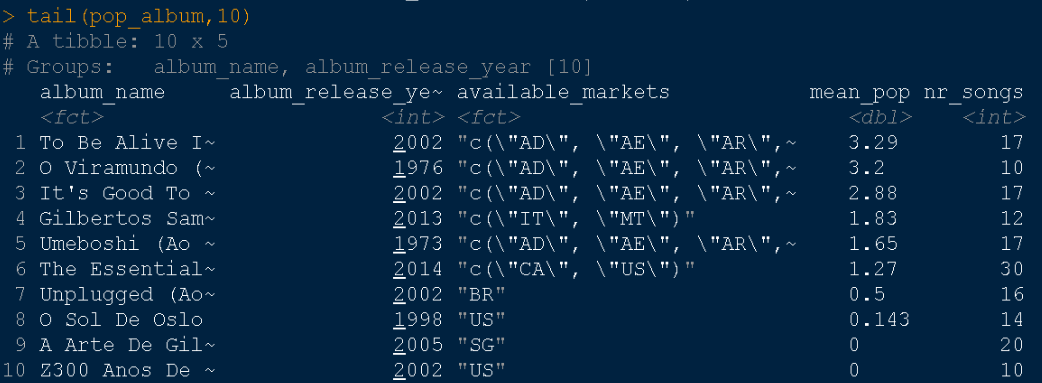 > tail(pop_album,10)
# A tibble: 10 x 5
# Groups:   album_name, album_release_year [10]
   album_name      album_release_ye~ available_markets            mean_pop nr_songs
   <fct>                       <int> <fct>                           <dbl>    <int>
 1 To Be Alive I~               2002 "c(\"AD\", \"AE\", \"AR\",~     3.29        17
 2 O Viramundo (~               1976 "c(\"AD\", \"AE\", \"AR\",~     3.2         10
 3 It's Good To ~               2002 "c(\"AD\", \"AE\", \"AR\",~     2.88        17
 4 Gilbertos Sam~               2013 "c(\"IT\", \"MT\")"             1.83        12
 5 Umeboshi (Ao ~               1973 "c(\"AD\", \"AE\", \"AR\",~     1.65        17
 6 The Essential~               2014 "c(\"CA\", \"US\")"             1.27        30
 7 Unplugged (Ao~               2002 "BR"                            0.5         16
 8 O Sol De Oslo                1998 "US"                            0.143       14
 9 A Arte De Gil~               2005 "SG"                            0           20
10 Z300 Anos De ~               2002 "US"                            0           10